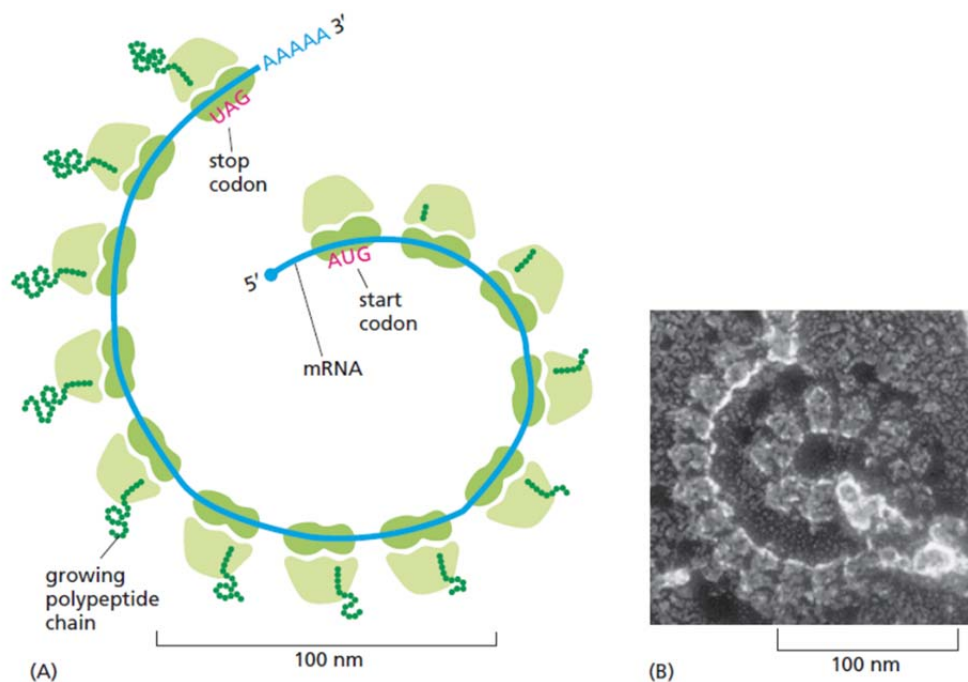 AAAAA 3'
UAG
stop
codon
5'
AUG
start
codon
mRNA
growing
polypeptide
chain
100 nm
(A)
100 nm
(B)